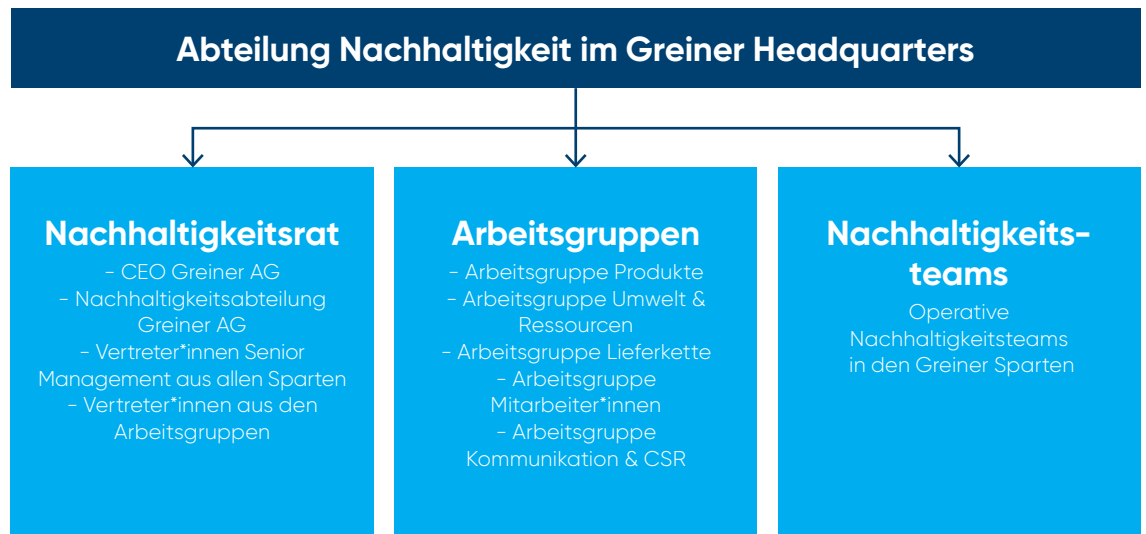 Abteilung Nachhaltigkeit im Greiner Headquarters
Nachhaltigkeitsrat
- CEO Greiner AG
- Nachhaltigkeitsabteilung
Greiner AG
- Vertreter*innen Senior
Management aus allen Sparten
- Vertreter*innen aus den
Arbeitsgruppen
Arbeitsgruppen
- Arbeitsgruppe Produkte
- Arbeitsgruppe Umwelt &
Ressourcen
- Arbeitsgruppe Lieferkette
- Arbeitsgruppe
Mitarbeiter*innen
- Arbeitsgruppe
Kommunikation & CSR
Nachhaltigkeits-
teams
Operative
Nachhaltigkeitsteams
in den Greiner Sparten